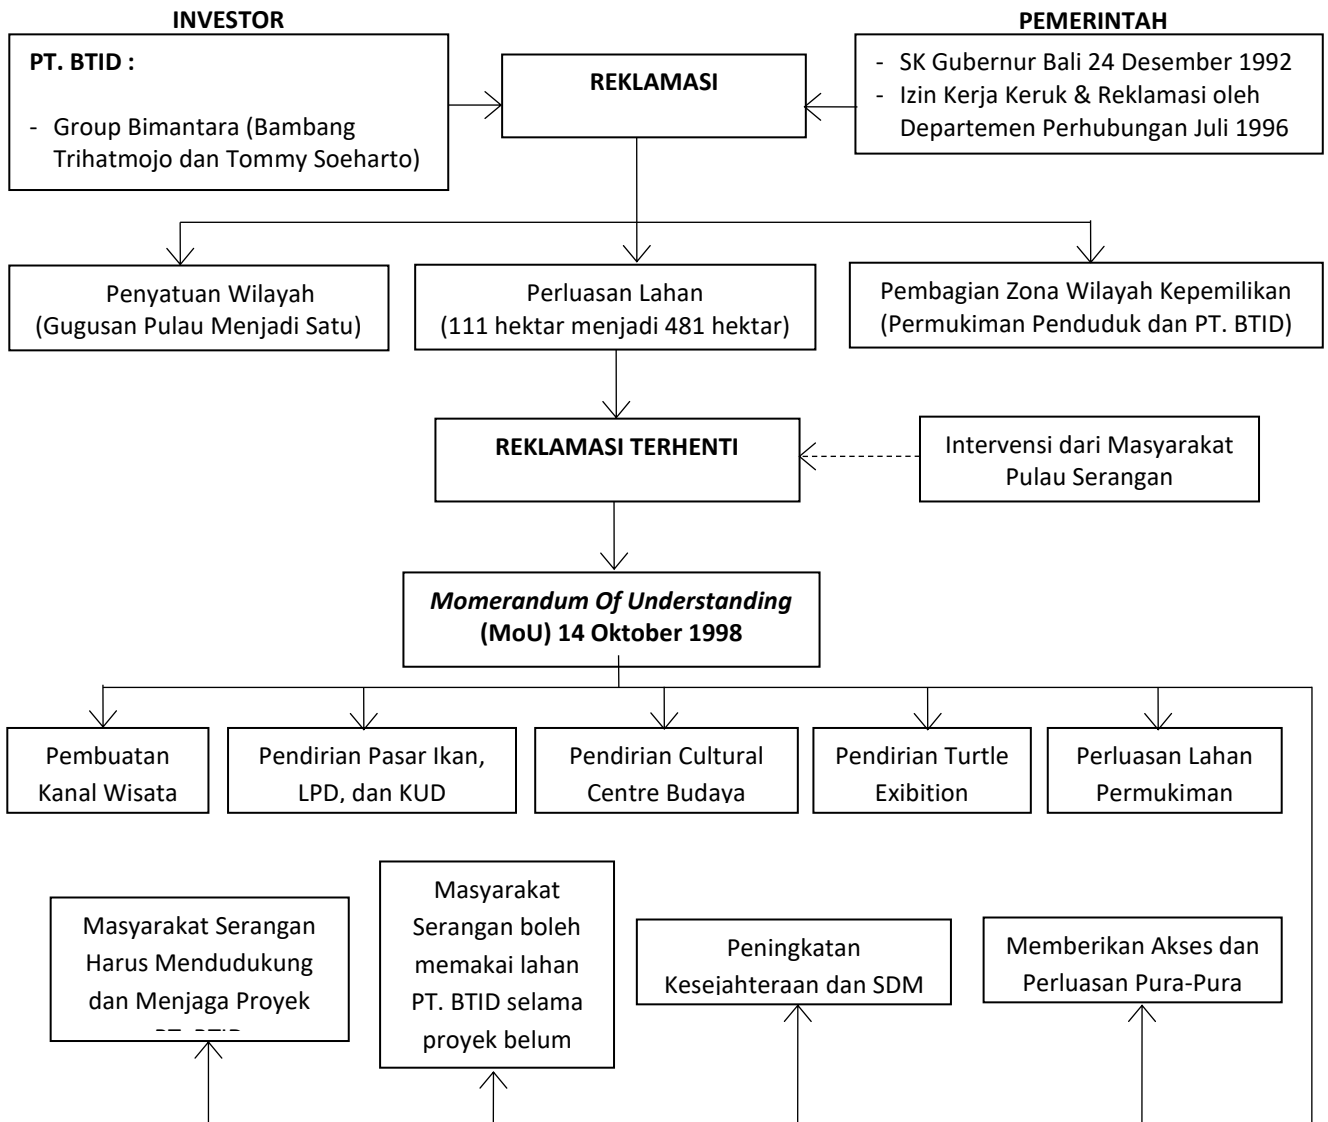 INVESTOR
PT. BTID :
- Group Bimantara (Bambang
Trihatmojo dan Tommy Soeharto)
REKLAMASI
PEMERINTAH
- SK Gubernur Bali 24 Desember 1992
- Izin Kerja Keruk & Reklamasi oleh
Departemen Perhubungan Juli 1996
Penyatuan Wilayah
(Gugusan Pulau Menjadi Satu)
Perluasan Lahan
(111 hektar menjadi 481 hektar)
Pembagian Zona Wilayah Kepemilikan
(Permukiman Penduduk dan PT. BTID)
REKLAMASI TERHENTI
Intervensi dari Masyarakat
Pulau Serangan
Momerandum Of Understanding
(MoU) 14 Oktober 1998
Pembuatan
Kanal Wisata
Pendirian Pasar Ikan,
LPD, dan KUD
Pendirian Cultural
Centre Budaya
Pendirian Turtle
Exibition
Perluasan Lahan
Permukiman
Masyarakat Serangan
Harus Mendudukung
dan Menjaga Proyek
Masyarakat
Serangan boleh
memakai lahan
PT. BTID selama
proyek belum
Peningkatan
Kesejahteraan dan SDM
Memberikan Akses dan
Perluasan Pura-Pura